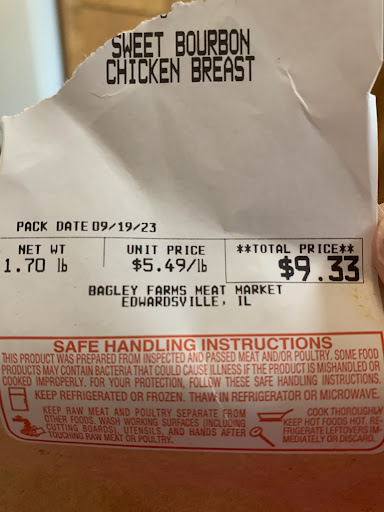 SWEET BOURBON
CHICKEN BREAST
PACK DATE 09/19/23
NET WT UNIT PRICE **TOTAL PRICE**
1.70 lb $5.49/lb $9.33
BAGLEY FARMS MEAT MARKET
EDWARDSVILLE, IL
SAFE HANDLING INSTRUCTIONS
THIS PRODUCT WAS PREPARED FROM INSPECTED AND PASSED MEAT AND/OR POULTRY. SOME FOOD
PRODUCTS MAY CONTAIN BACTERIA THAT COULD CAUSE ILLNESS IF THE PRODUCT IS MISHANDLED OR
COOKED IMPROPERLY. FOR YOUR PROTECTION, FOLLOW THESE SAFE HANDLING INSTRUCTIONS.
KEEP REFRIGERATED OR FROZEN. THAW IN REFRIGERATOR OR MICROWAVE.
KEEP RAW MEAT AND POULTRY SEPARATE FROM
OTHER FOODS. WASH WORKING SURFACES (INCLUDING
CUTTING BOARDS), UTENSILS, AND HANDS AFTER
TOUCHING RAW MEAT OR POULTRY.
COOK THOROUGHLY
KEEP HOT FOODS HOT. RE-
FRIGERATE LEFTOVERS IM-
MEDIATELY OR DISCARD.